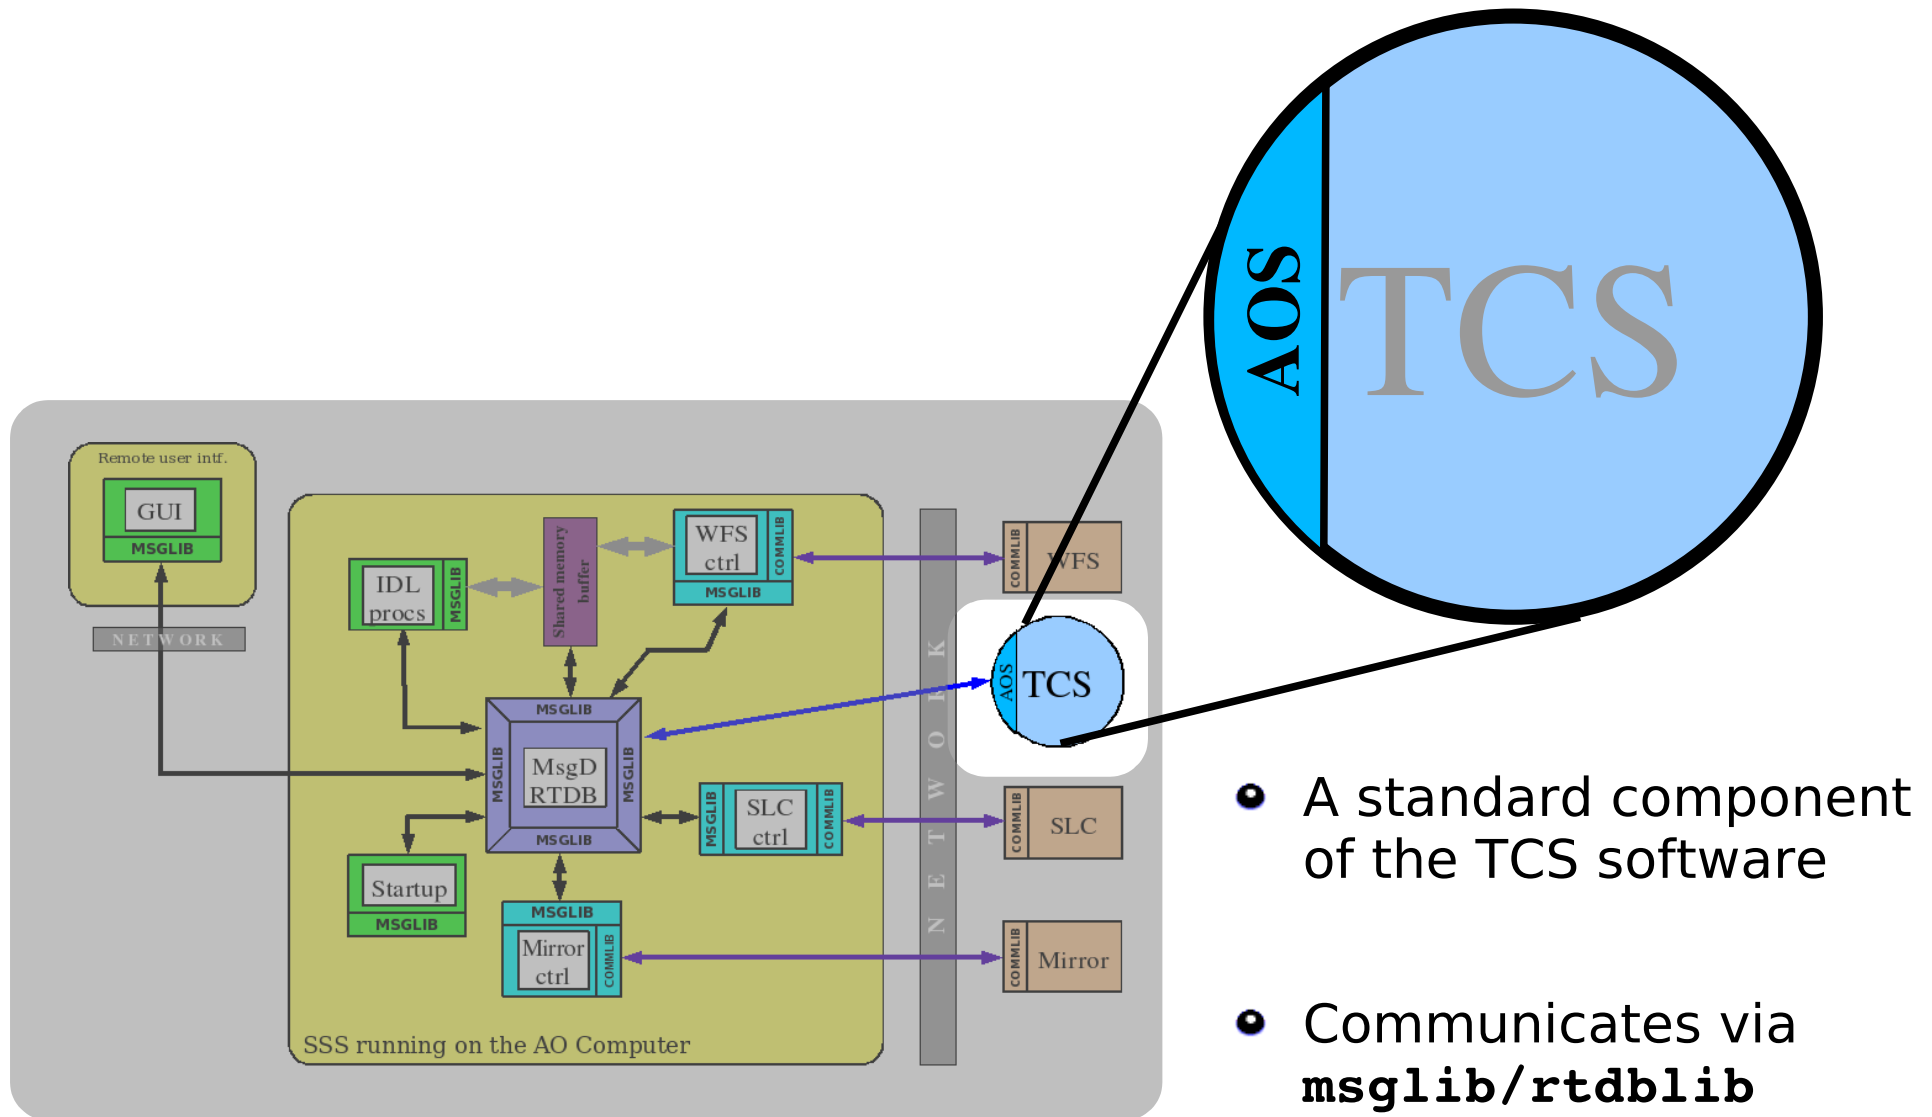 AOS
TCS
Remote user intf.
GUI
MSGLIB
NETWORK
IDL
procs
MSGLIB
Shared memory
buffer
WFS
ctrl
COMMLIB
MSGLIB
NETWORK
COMMLIB
WFS
AOS
TCS
MSGLIB
MSGLIB
MsgD
RTDB
MSGLIB
MSGLIB
MSGLIB
SLC
ctrl
COMMLIB
COMMLIB
SLC
Startup
MSGLIB
MSGLIB
Mirror
ctrl
COMMLIB
COMMLIB
Mirror
SSS running on the AO Computer
A standard component
of the TCS software
Communicates via
msglib/rtdblib